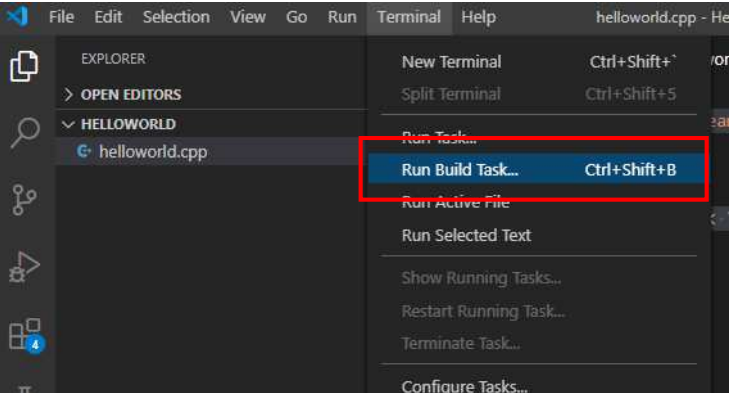 File Edit Selection View Go Run Terminal Help helloworld.cpp - He
EXPLORER
OPEN EDITORS
HELLOWORLD
helloworld.cpp
4
New Terminal Ctrl+Shift+`
Split Terminal Ctrl+Shift+5
Run Task...
Run Build Task... Ctrl+Shift+B
Run Active File
Run Selected Text
Show Running Tasks...
Restart Running Task...
Terminate Task...
Configure Tasks...